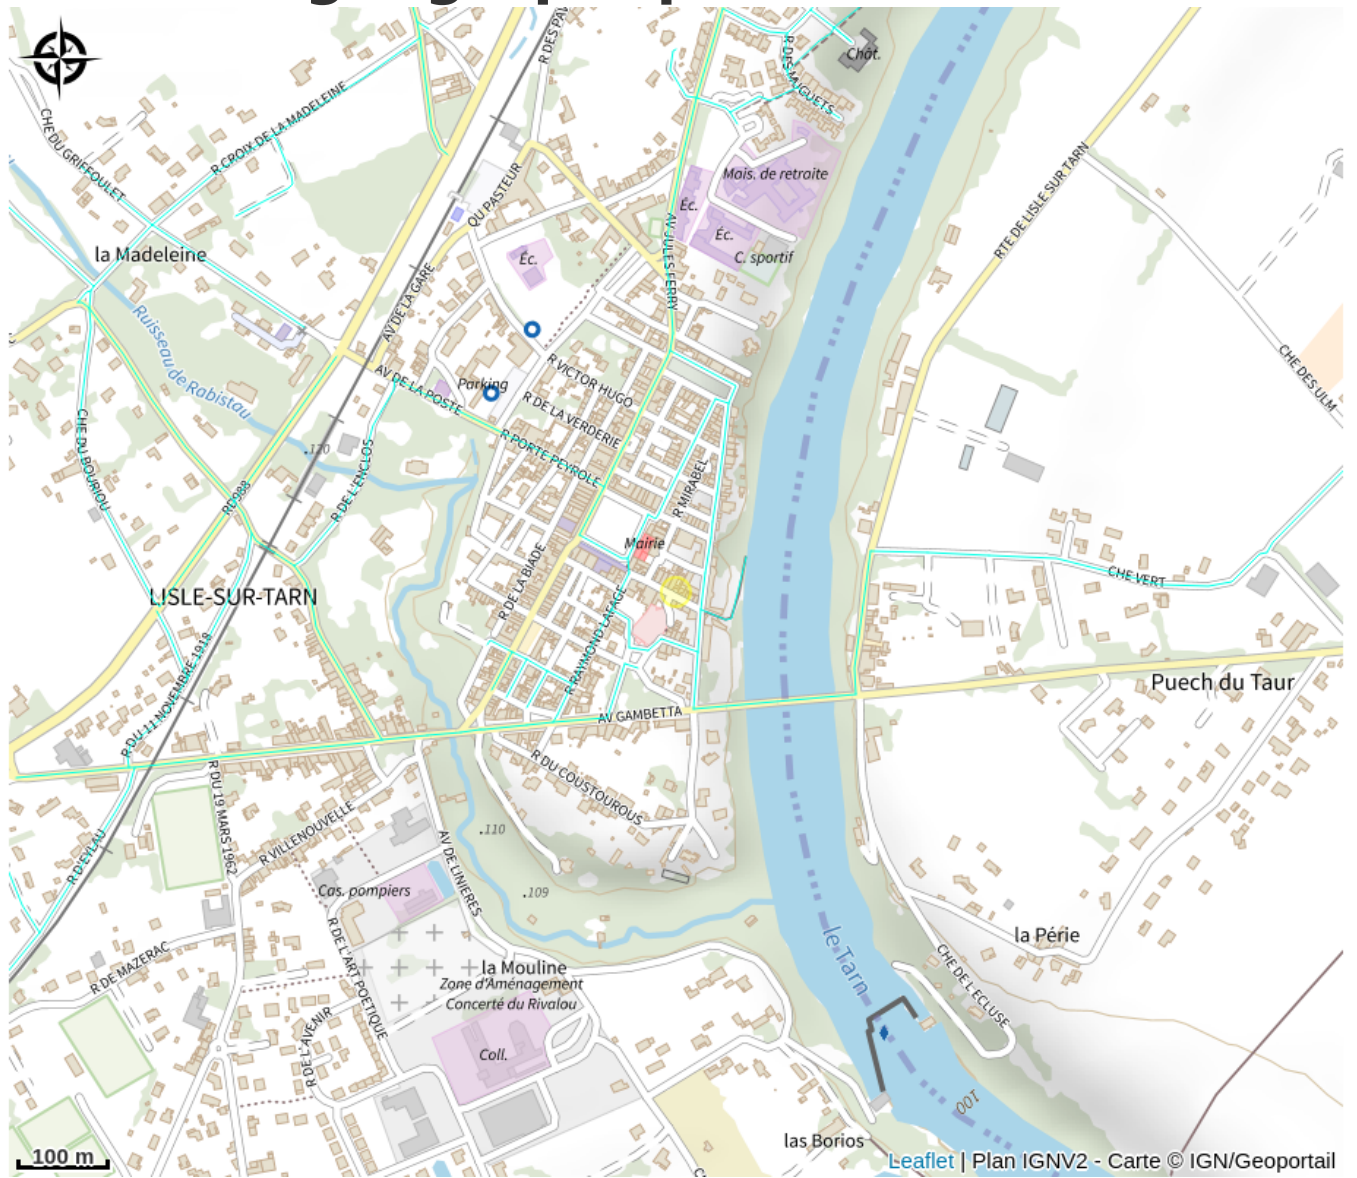 R DES MUGUETS
Chât.
CHE DU GRIFFOULET
R CROIX DE LA MADELEINE
QU PASTEUR
Mais. de retraite
Éc.
Éc.
Éc.
C. sportif
AV JULES FERRY
RTE DE LISLE SUR TARN
la Madeleine
AV DE LA GARE
Ruisseau de Rabistau
CHE DES ULM
R VICTOR HUGO
AV DE LA POSTE
Parking
R DE LA VERDERIE
R PORTE PEYROLE
CHE DU BOURIOU
.120
R DE L'ENCLOS
RD988
R MIRABEL
Mairie
R DE LA BIADE
CHE VERT
LISLE-SUR-TARN
R RAYMOND LAFAGE
R DU 11 NOVEMBRE 1918
Puech du Taur
AV GAMBETTA
R DU COUSTOUROUS
R DU 19 MARS 1962
R VILLENOUVELLE
.110
R D'EYLAU
AV DE LINIERES
Cas. pompiers
.109
R DE L'ART POETIQUE
R DE MAZERAC
la Périe
le Tarn
CHE DE L'ECLUSE
la Mouline
Zone d'Aménagement
Concerté du Rivalou
R DE L'AVENIR
Coll.
100
las Borios
100 m
Leaflet | Plan IGNV2 - Carte © IGN/Geoportail